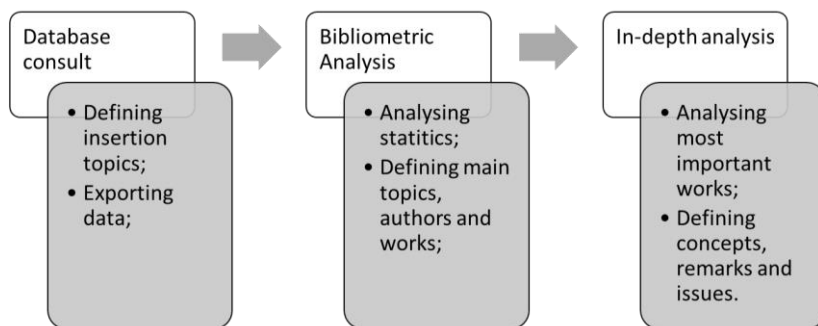 Database
consult
• Defining
insertion
topics;
• Exporting
data;
Bibliometric
Analysis
• Analysing
statitics;
• Defining main
topics,
authors and
works;
In-depth analysis
• Analysing
most
important
works;
• Defining
concepts,
remarks and
issues.